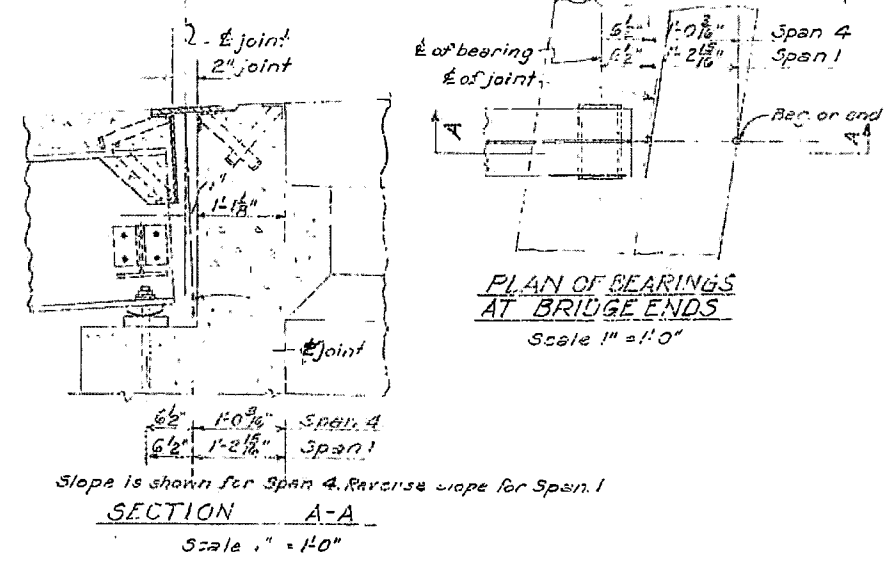 ℄ joint
2" joint
1'-1⅛"
℄ joint
6½" 1'-0 3/16" Span 4
6½" 1'-2 15/16" Span 1
Slope is shown for Span 4. Reverse slope for Span 1
SECTION A-A
Scale 1" = 1'-0"
6½" 1'-0 3/16" Span 4
℄ of bearing 6½" 1'-2 15/16" Span 1
℄ of joint
Beg. or end
A A
PLAN OF BEARINGS
AT BRIDGE ENDS
Scale 1" = 1'-0"